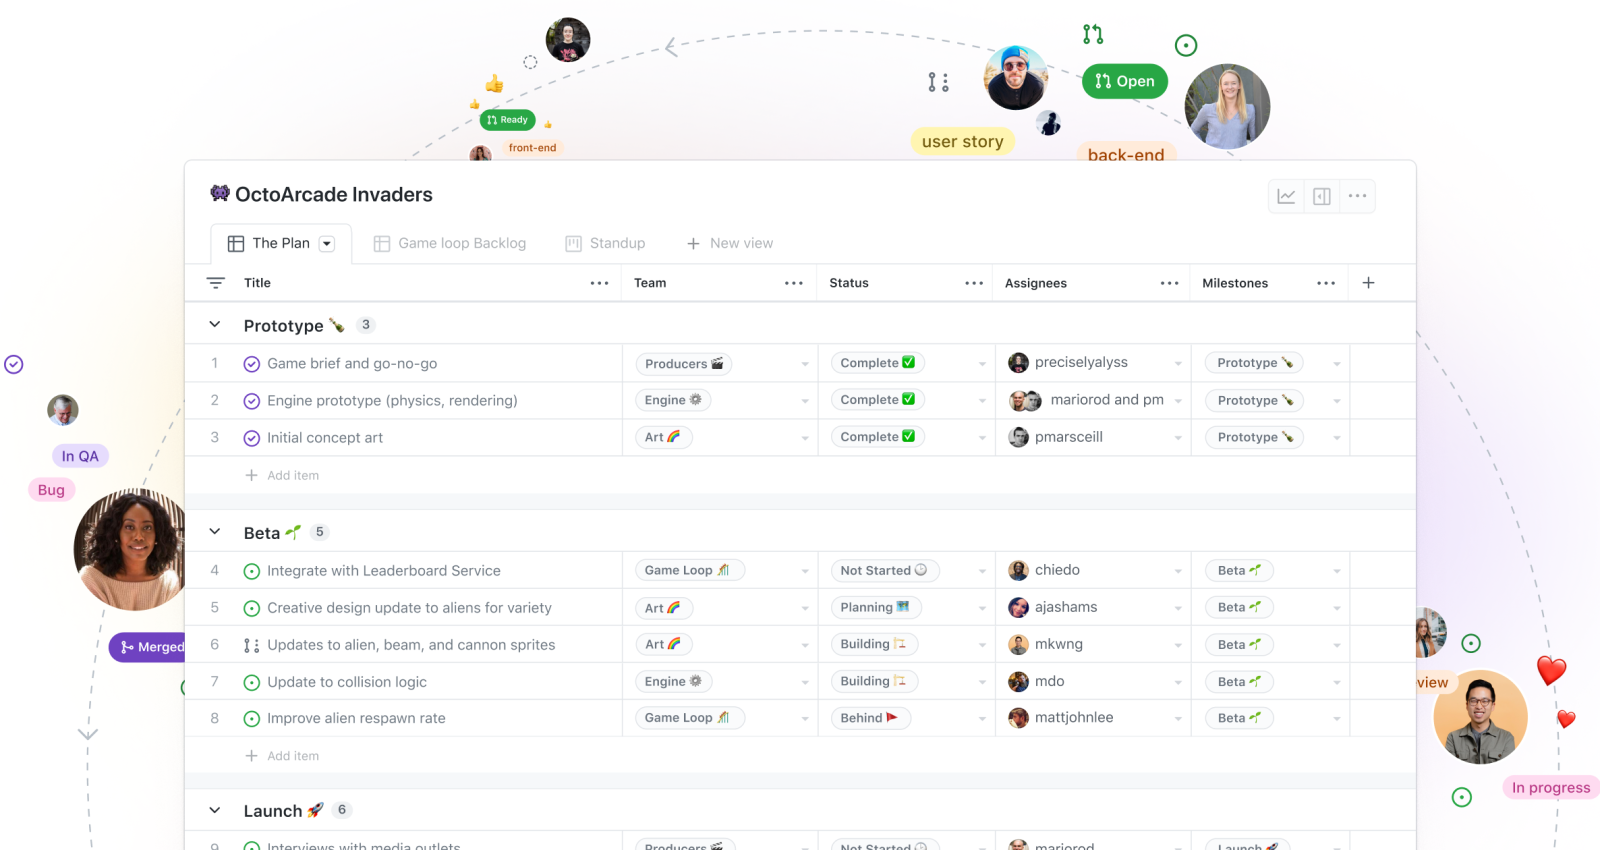 Ready
front-end
user story
Open
back-end
OctoArcade Invaders
The Plan
Game loop Backlog
Standup
New view
Title
Team
Status
Assignees
Milestones
Prototype 3
1 Game brief and go-no-go Producers Complete preciselyalyss Prototype
2 Engine prototype (physics, rendering) Engine Complete mariorod and pm Prototype
3 Initial concept art Art Complete pmarsceill Prototype
Add item
In QA
Bug
Beta 5
4 Integrate with Leaderboard Service Game Loop Not Started chiedo Beta
5 Creative design update to aliens for variety Art Planning ajashams Beta
6 Updates to alien, beam, and cannon sprites Art Building mkwng Beta
Merged
7 Update to collision logic Engine Building mdo Beta
view
8 Improve alien respawn rate Game Loop Behind mattjohnlee Beta
Add item
In progress
Launch 6
9 Interviews with media outlets Producers Not Started mariorod Launch